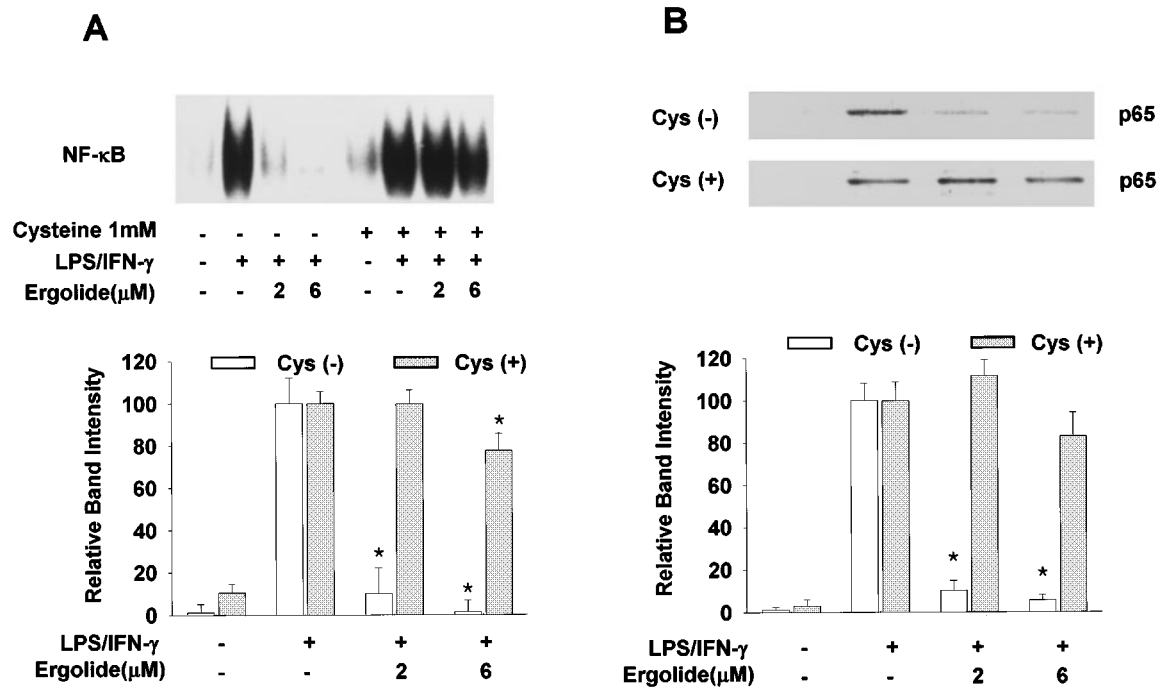 A
NF-κB
Cysteine 1mM - - - - + + + +
LPS/IFN-γ - + + + - + + +
Ergolide(μM) - - 2 6 - - 2 6
Cys (-) Cys (+)
Relative Band Intensity
120
100
80
60
40
20
0
*
*
*
LPS/IFN-γ - + + +
Ergolide(μM) - - 2 6
B
Cys (-) p65
Cys (+) p65
Cys (-) Cys (+)
Relative Band Intensity
120
100
80
60
40
20
0
*
*
LPS/IFN-γ - + + +
Ergolide(μM) - - 2 6